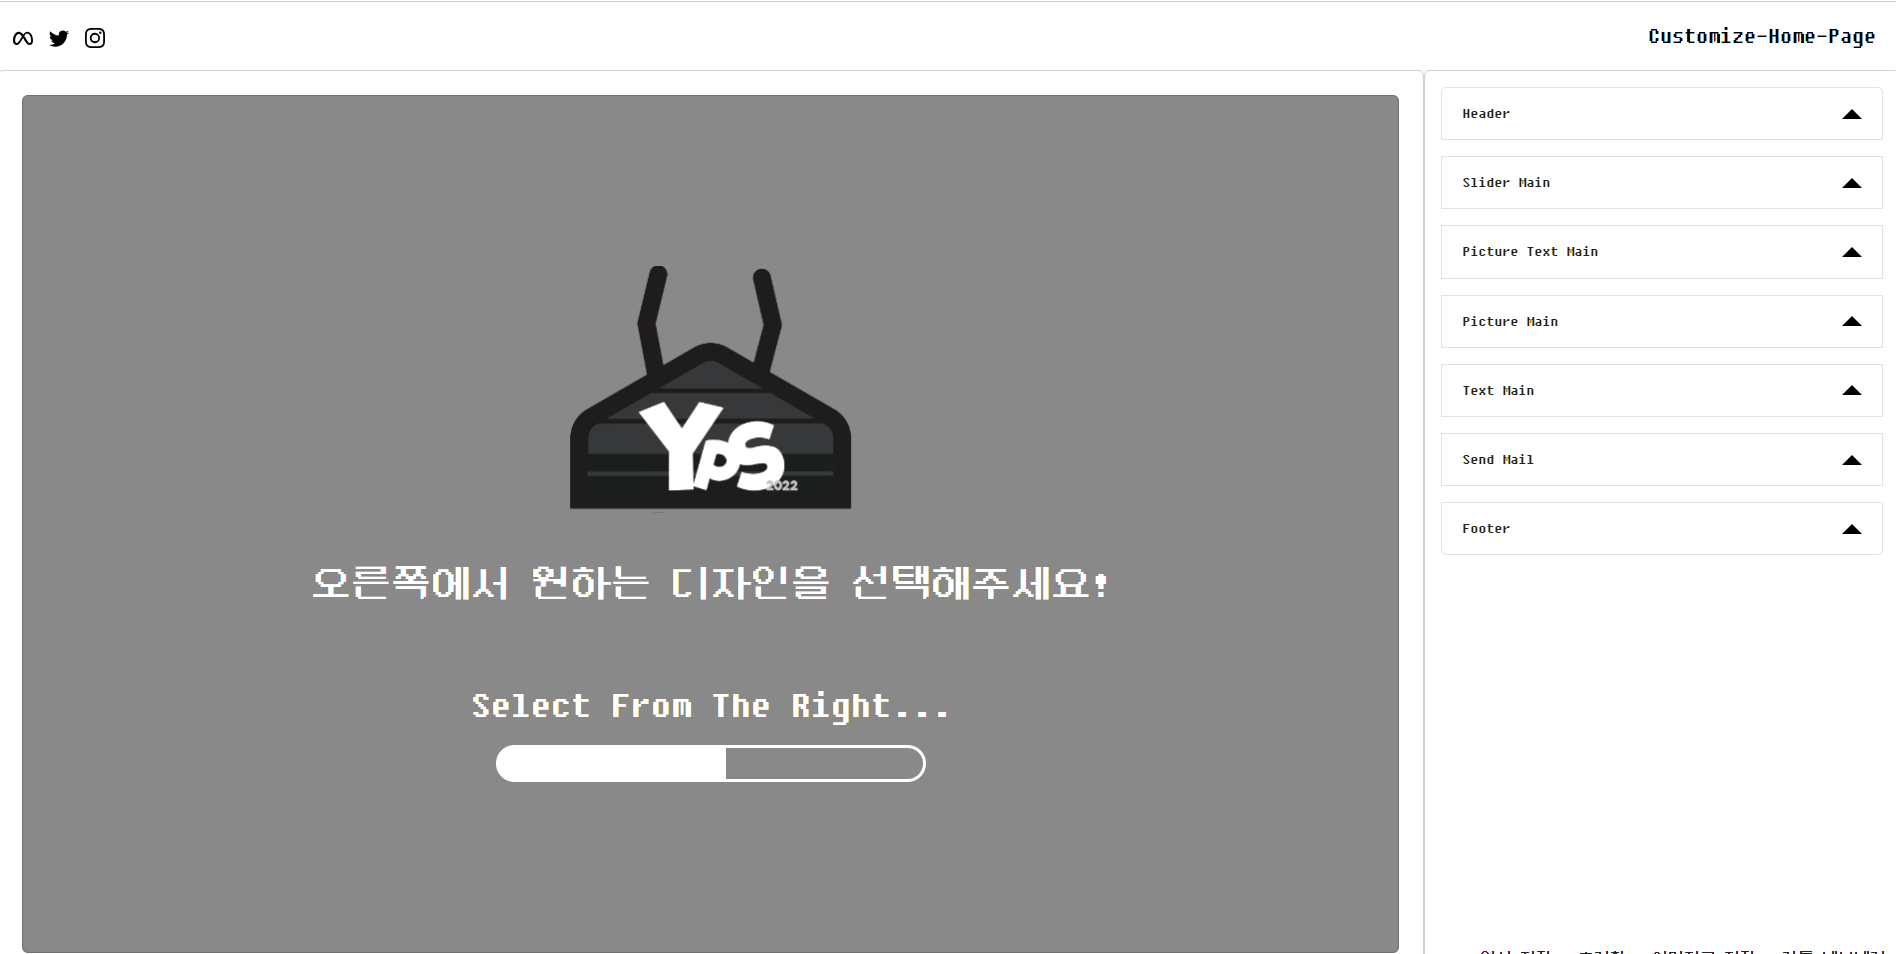 Customize-Home-Page
Header
Slider Main
Picture Text Main
Picture Main
Text Main
Send Mail
Footer
YPS
2022
오른쪽에서 원하는 디자인을 선택해주세요!
Select From The Right...